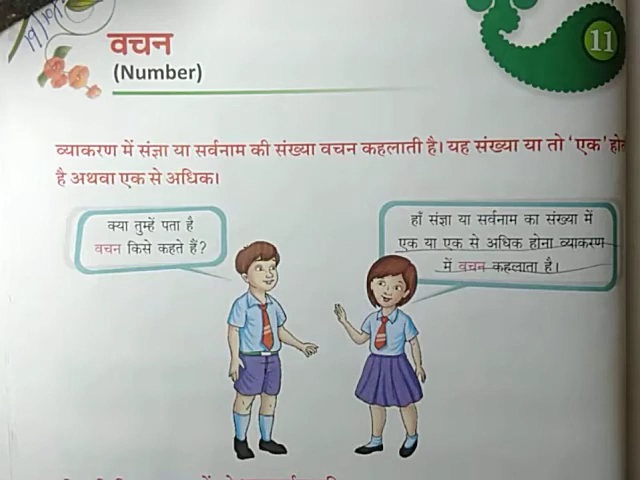 11
वचन
(Number)
व्याकरण में संज्ञा या सर्वनाम की संख्या वचन कहलाती है। यह संख्या या तो ‘एक’ हो
है अथवा एक से अधिक।
क्या तुम्हें पता है
वचन किसे कहते हैं?
हाँ संज्ञा या सर्वनाम का संख्या में
एक या एक से अधिक होना व्याकरण
में वचन कहलाता है।